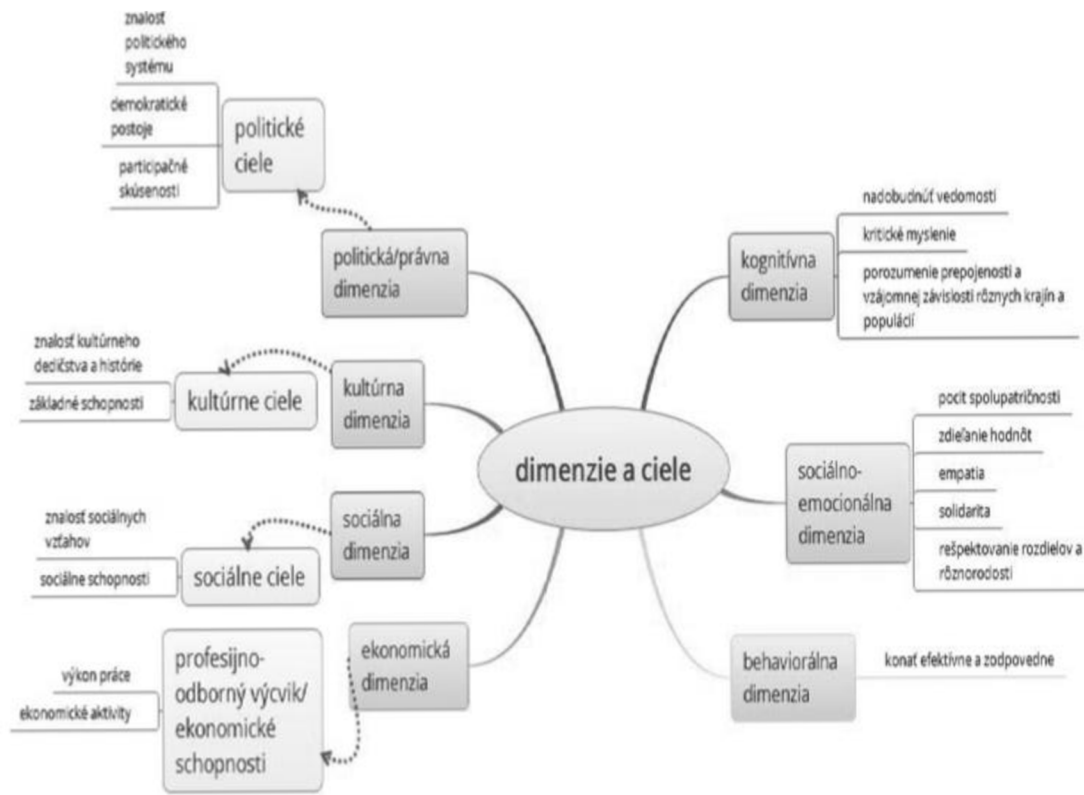 znalosť
politického
systému
demokratické
postoje
participačné
skúsenosti
politické
ciele
politická/právna
dimenzia
znalosť kultúrneho
dedičstva a histórie
základné schopnosti
kultúrne ciele
kultúrna
dimenzia
znalosť sociálnych
vzťahov
sociálne schopnosti
sociálne ciele
sociálna
dimenzia
výkon práce
ekonomické aktivity
profesijno-
odborný výcvik/
ekonomické
schopnosti
ekonomická
dimenzia
dimenzie a ciele
kognitívna
dimenzia
nadobudnúť vedomosti
kritické myslenie
porozumenie prepojenosti a
vzájomnej závislosti rôznych krajín a
populácií
sociálno-
emocionálna
dimenzia
pocit spolupatričnosti
zdieľanie hodnôt
empatia
solidarita
rešpektovanie rozdielov a
rôznorodosti
behaviorálna
dimenzia
konať efektívne a zodpovedne